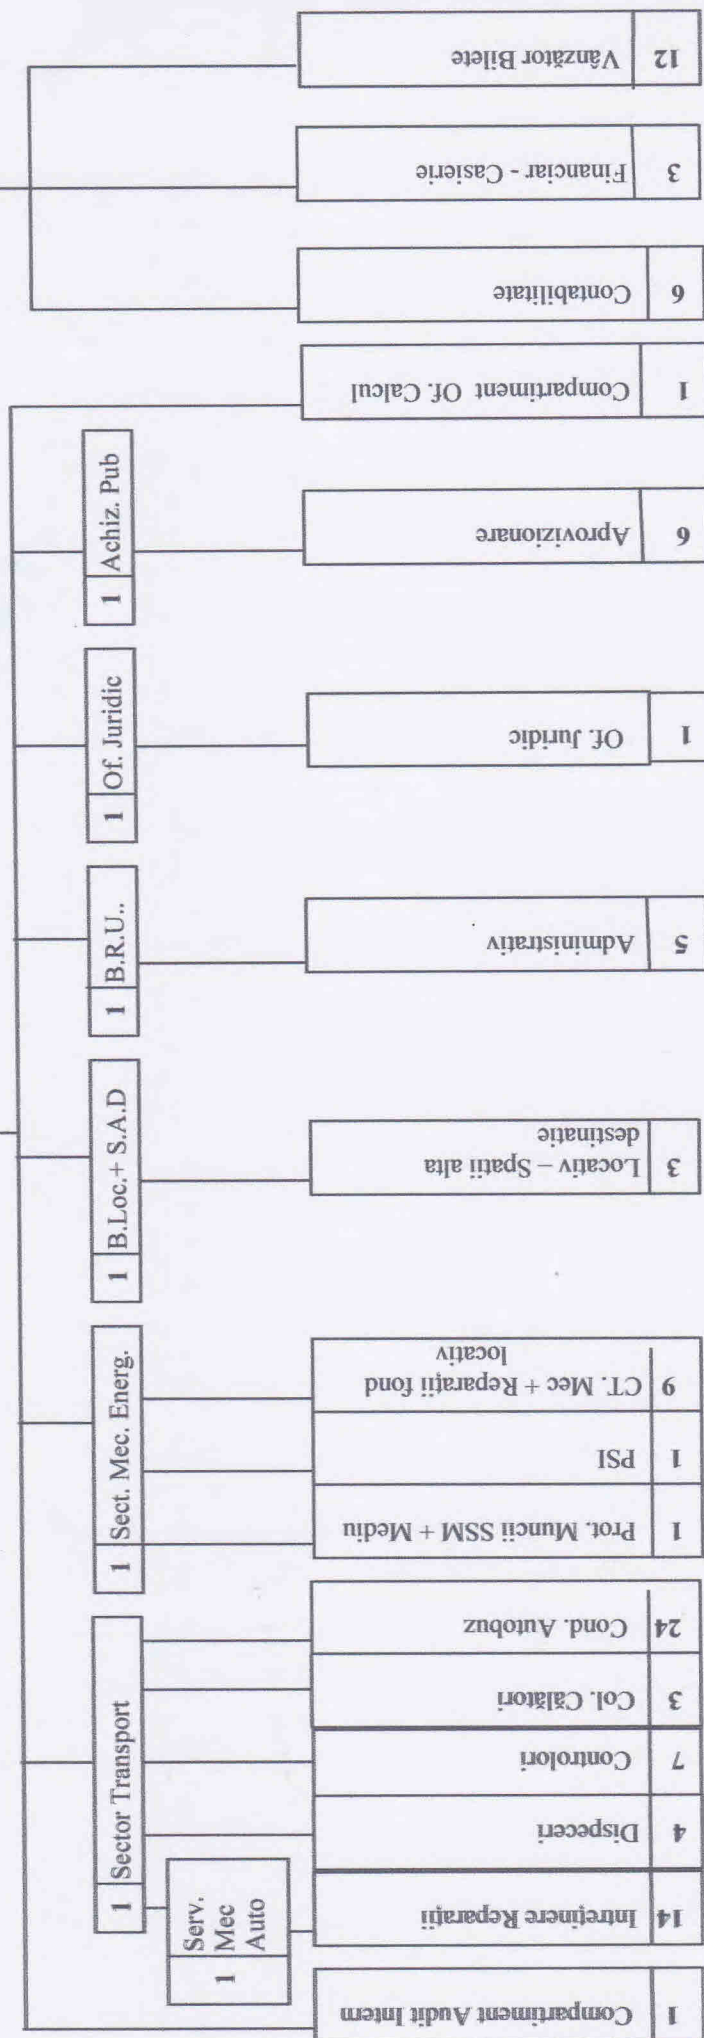 1 Sector Transport
1 Sect. Mec. Energ.
1 B.Loc.+ S.A.D
1 B.R.U..
1 Of. Juridic
1 Achiz. Pub
1 Serv.
Mec
Auto
1 Compartiment Audit Intern
14 Intreţinere Reparaţii
4 Dispeceri
7 Controlori
3 Col. Călători
24 Cond. Autobuz
1 Prot. Muncii SSM + Mediu
1 PSI
9 CT. Mec + Reparaţii fond
locativ
3 Locativ – Spatii alta
destinatie
5 Administrativ
1 Of. Juridic
6 Aprovizionare
1 Compartiment Of. Calcul
6 Contabilitate
3 Financiar - Casierie
12 Vânzător Bilete